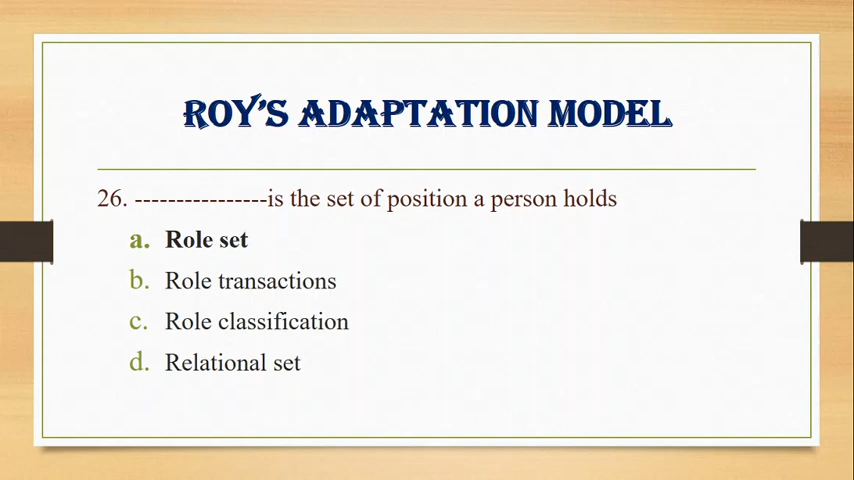 ROY'S ADAPTATION MODEL
26. ----------------is the set of position a person holds
a. Role set
b. Role transactions
c. Role classification
d. Relational set